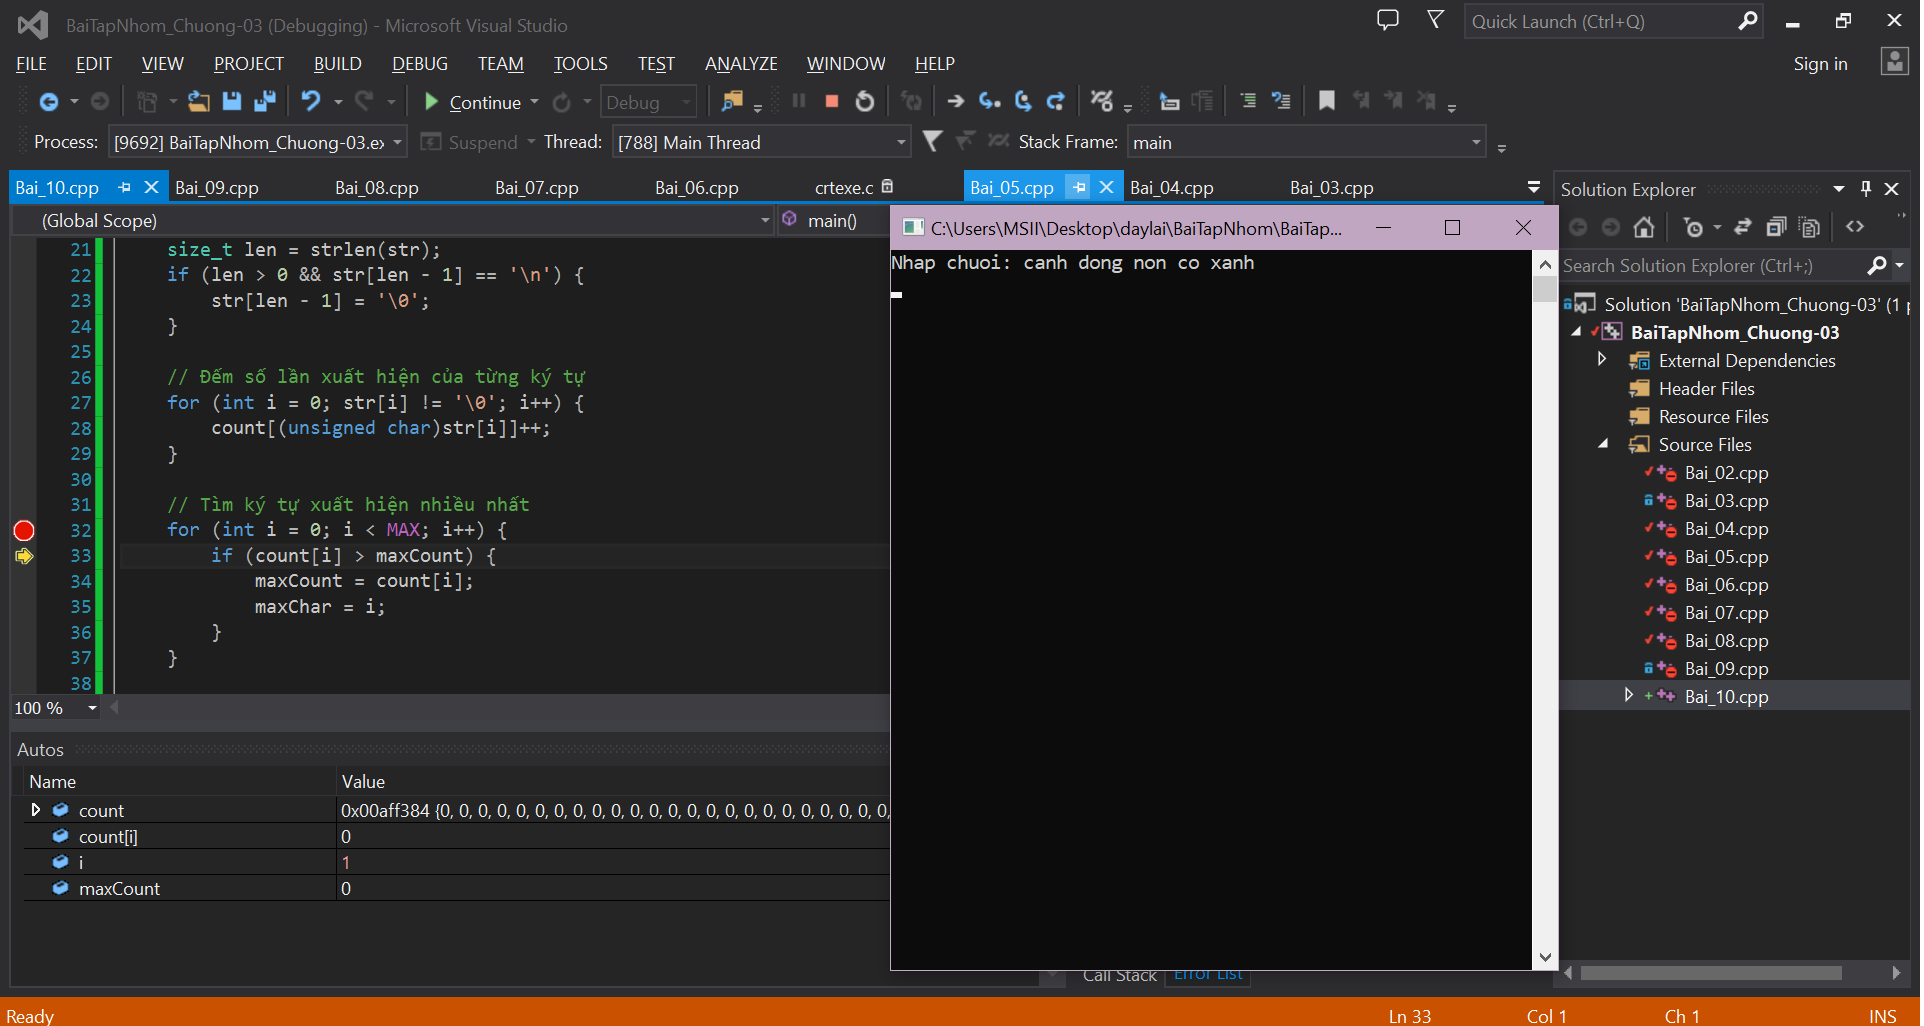 BaiTapNhom_Chuong-03 (Debugging) - Microsoft Visual Studio
Quick Launch (Ctrl+Q)
FILE EDIT VIEW PROJECT BUILD DEBUG TEAM TOOLS TEST ANALYZE WINDOW HELP
Sign in
Continue Debug
Process: [9692] BaiTapNhom_Chuong-03.ex Suspend Thread: [788] Main Thread Stack Frame: main
Bai_10.cpp Bai_09.cpp Bai_08.cpp Bai_07.cpp Bai_06.cpp crtexe.c Bai_05.cpp Bai_04.cpp Bai_03.cpp
(Global Scope) main()
21 size_t len = strlen(str);
22 if (len > 0 && str[len - 1] == '\n') {
23 str[len - 1] = '\0';
24 }
25
26 // Đếm số lần xuất hiện của từng ký tự
27 for (int i = 0; str[i] != '\0'; i++) {
28 count[(unsigned char)str[i]]++;
29 }
30
31 // Tìm ký tự xuất hiện nhiều nhất
32 for (int i = 0; i < MAX; i++) {
33 if (count[i] > maxCount) {
34 maxCount = count[i];
35 maxChar = i;
36 }
37 }
38
100 %
Autos
Name Value
count 0x00aff384 {0, 0, 0, 0, 0, 0, 0, 0, 0, 0, 0, 0, 0, 0, 0, 0, 0, 0, 0, 0, 0, 0, 0, 0,
count[i] 0
i 1
maxCount 0
C:\Users\MSII\Desktop\daylai\BaiTapNhom\BaiTap...
Nhap chuoi: canh dong non co xanh
Call Stack Error List
Solution Explorer
Search Solution Explorer (Ctrl+;)
Solution 'BaiTapNhom_Chuong-03' (1 p
BaiTapNhom_Chuong-03
External Dependencies
Header Files
Resource Files
Source Files
Bai_02.cpp
Bai_03.cpp
Bai_04.cpp
Bai_05.cpp
Bai_06.cpp
Bai_07.cpp
Bai_08.cpp
Bai_09.cpp
Bai_10.cpp
Ready Ln 33 Col 1 Ch 1 INS